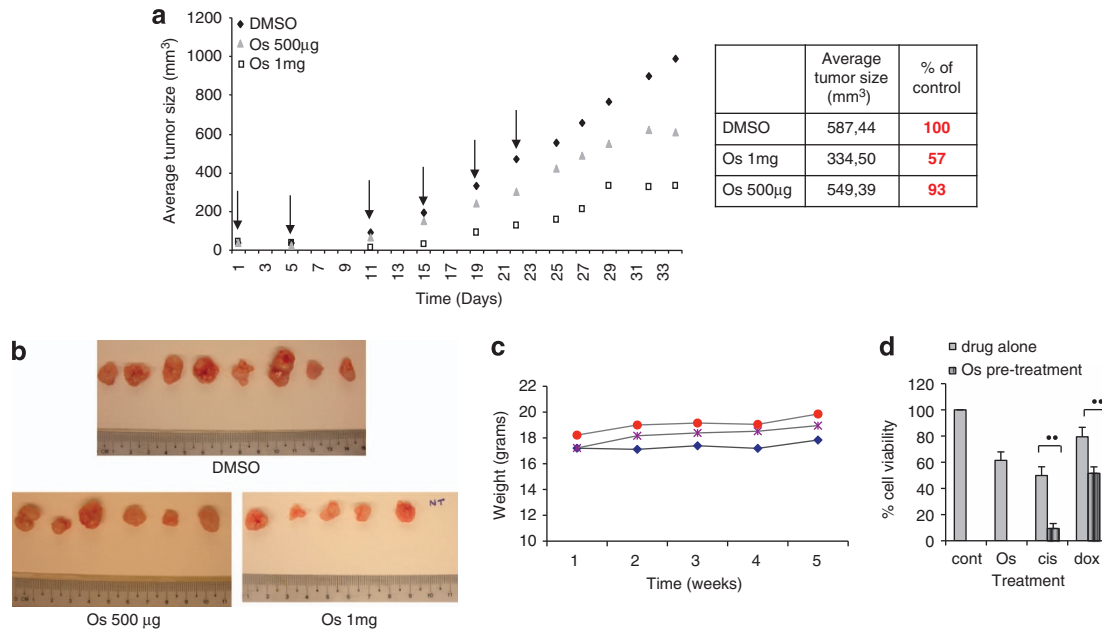 a
1200
1000
800
600
400
200
0
Average tumor size (mm3)
DMSO
Os 500μg
Os 1mg
1 3 5 7 9 11 13 15 17 19 21 23 25 27 29 31 33
Time (Days)
Average tumor size (mm3) % of control
DMSO 587,44 100
Os 1mg 334,50 57
Os 500μg 549,39 93
b
DMSO
NT
Os 500 μg
Os 1mg
c
22
20
18
16
14
12
10
Weight (grams)
1 2 3 4 5
Time (weeks)
d
drug alone
Os pre-treatment
120
100
80
60
40
20
0
% cell viability
cont Os cis dox
Treatment